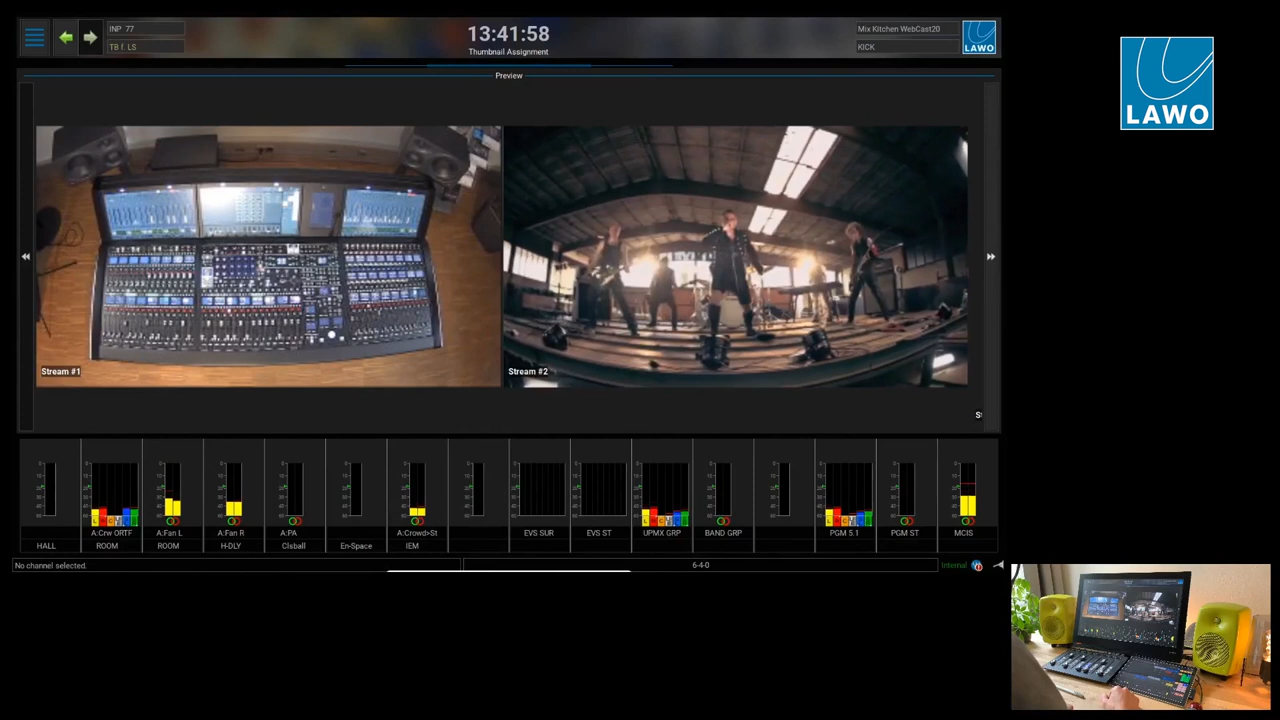 INP 77
TB f. LS
13:41:58
Thumbnail Assignment
Mix Kitchen WebCast20
KICK
LAWO
LAWO
Preview
Stream #1
Stream #2
St
A:Crw ORTF
A:Fan L
A:Fan R
A:PA
A:Crowd>St
EVS SUR
EVS ST
UPMX GRP
BAND GRP
PGM 5.1
PGM ST
MCIS
HALL
ROOM
ROOM
H-DLY
Clsball
En-Space
IEM
No channel selected.
6-4-0
Internal